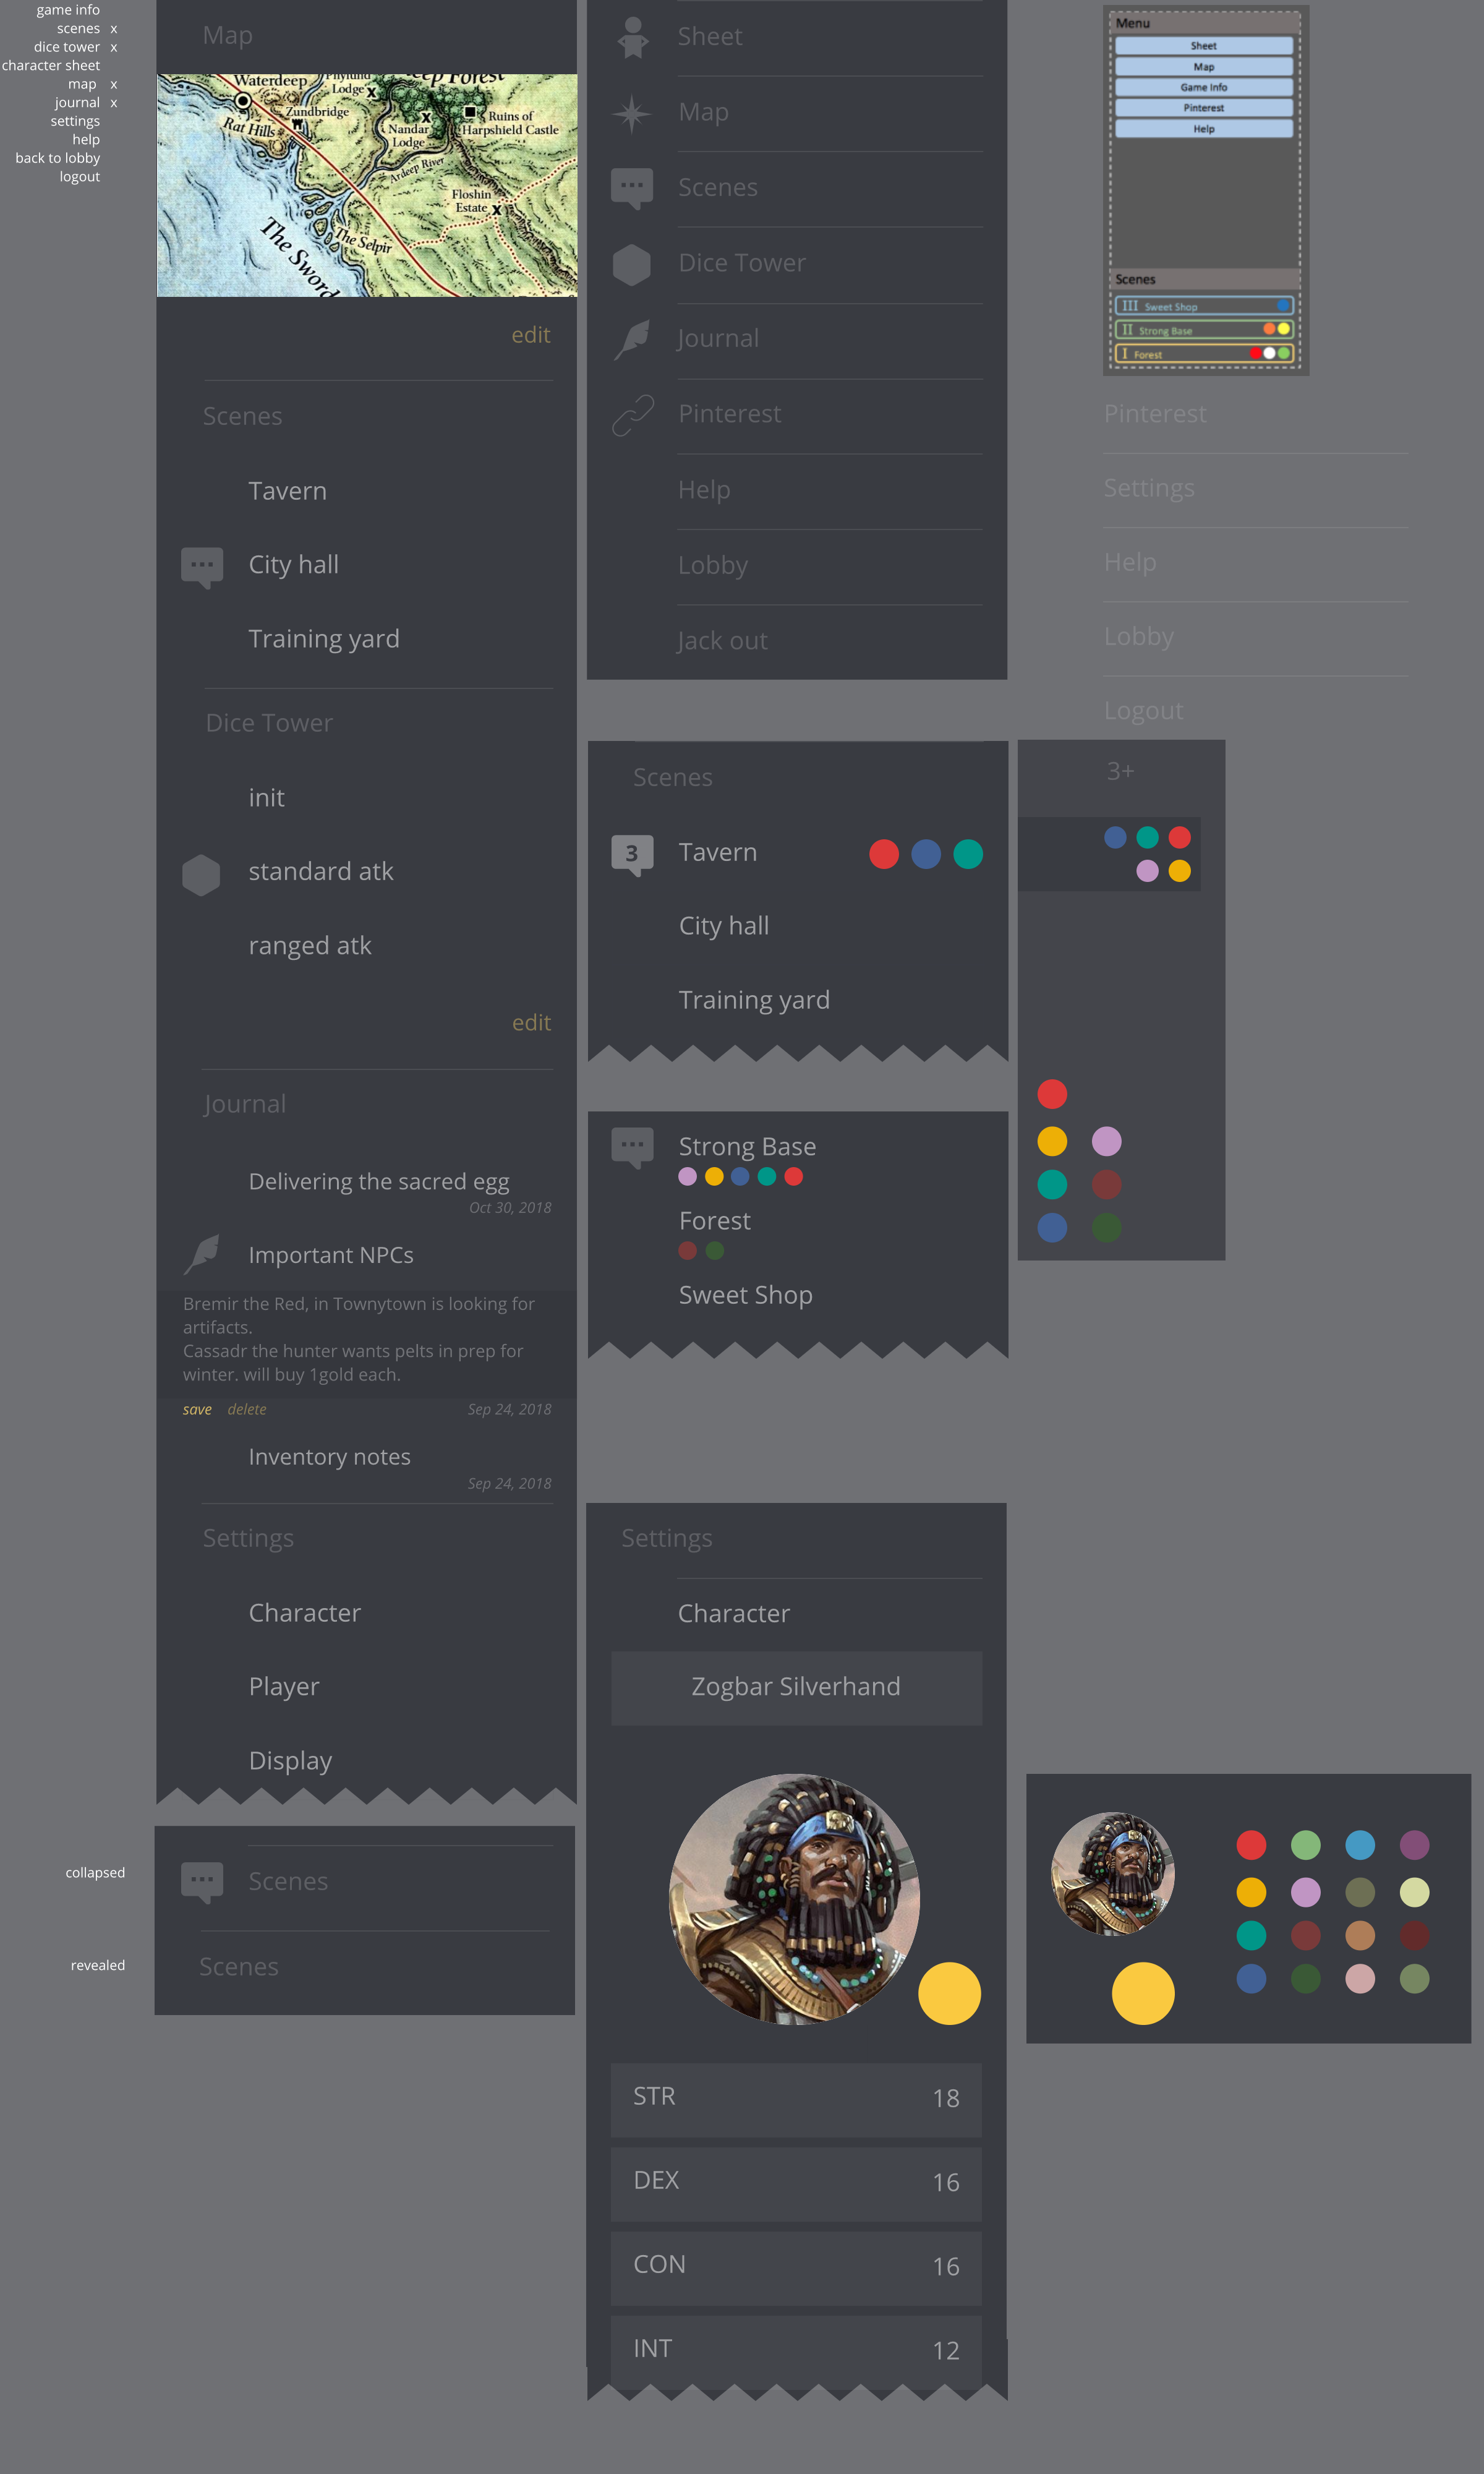 game info
scenes x
dice tower x
character sheet
map x
journal x
settings
help
back to lobby
logout
Map
Waterdeep
Phylund
Lodge x
Zundbridge
Rat Hills
x
Nandar
Lodge
Ruins of
Harpshield Castle
Ardeep River
Floshin
Estate x
The Selpir
The Sword
edit
Scenes
Tavern
City hall
Training yard
Dice Tower
init
standard atk
ranged atk
edit
Journal
Delivering the sacred egg
Oct 30, 2018
Important NPCs
Bremir the Red, in Townytown is looking for
artifacts.
Cassadr the hunter wants pelts in prep for
winter. will buy 1gold each.
save delete Sep 24, 2018
Inventory notes
Sep 24, 2018
Settings
Character
Player
Display
collapsed
Scenes
revealed
Scenes
Sheet
Map
Scenes
Dice Tower
Journal
Pinterest
Help
Lobby
Jack out
Scenes
3 Tavern
City hall
Training yard
Strong Base
Forest
Sweet Shop
Settings
Character
Zogbar Silverhand
STR 18
DEX 16
CON 16
INT 12
Menu
Sheet
Map
Game Info
Pinterest
Help
Scenes
III Sweet Shop
II Strong Base
I Forest
Pinterest
Settings
Help
Lobby
Logout
3+